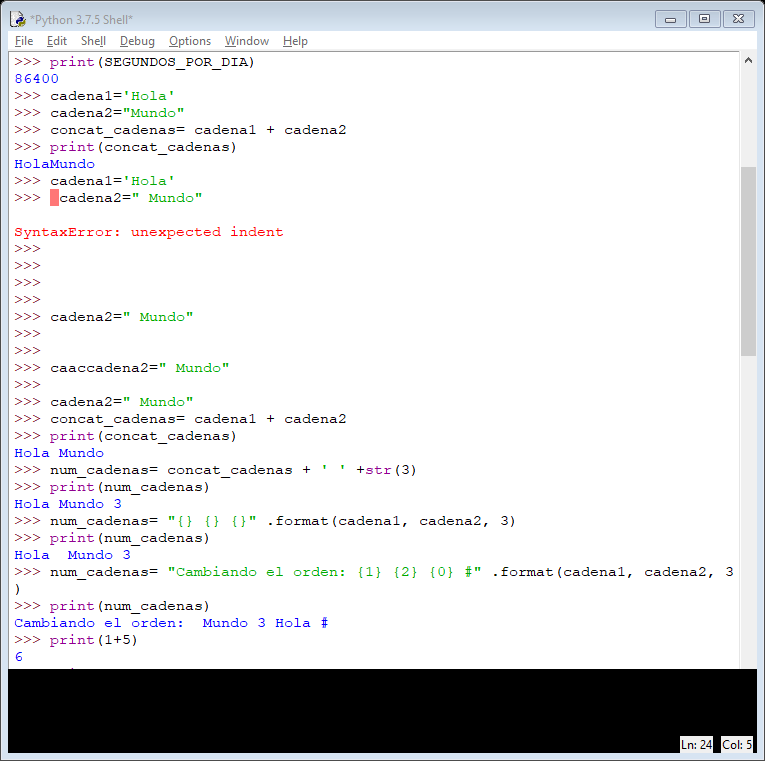 *Python 3.7.5 Shell*
File Edit Shell Debug Options Window Help
>>> print(SEGUNDOS_POR_DIA)
86400
>>> cadena1='Hola'
>>> cadena2="Mundo"
>>> concat_cadenas= cadena1 + cadena2
>>> print(concat_cadenas)
HolaMundo
>>> cadena1='Hola'
>>>  cadena2=" Mundo"
SyntaxError: unexpected indent
>>>
>>>
>>>
>>>
>>> cadena2=" Mundo"
>>>
>>>
>>> caaccadena2=" Mundo"
>>>
>>> cadena2=" Mundo"
>>> concat_cadenas= cadena1 + cadena2
>>> print(concat_cadenas)
Hola Mundo
>>> num_cadenas= concat_cadenas + ' ' +str(3)
>>> print(num_cadenas)
Hola Mundo 3
>>> num_cadenas= "{} {} {}" .format(cadena1, cadena2, 3)
>>> print(num_cadenas)
Hola  Mundo 3
>>> num_cadenas= "Cambiando el orden: {1} {2} {0} #" .format(cadena1, cadena2, 3
)
>>> print(num_cadenas)
Cambiando el orden:  Mundo 3 Hola #
>>> print(1+5)
6
Ln: 24 Col: 5